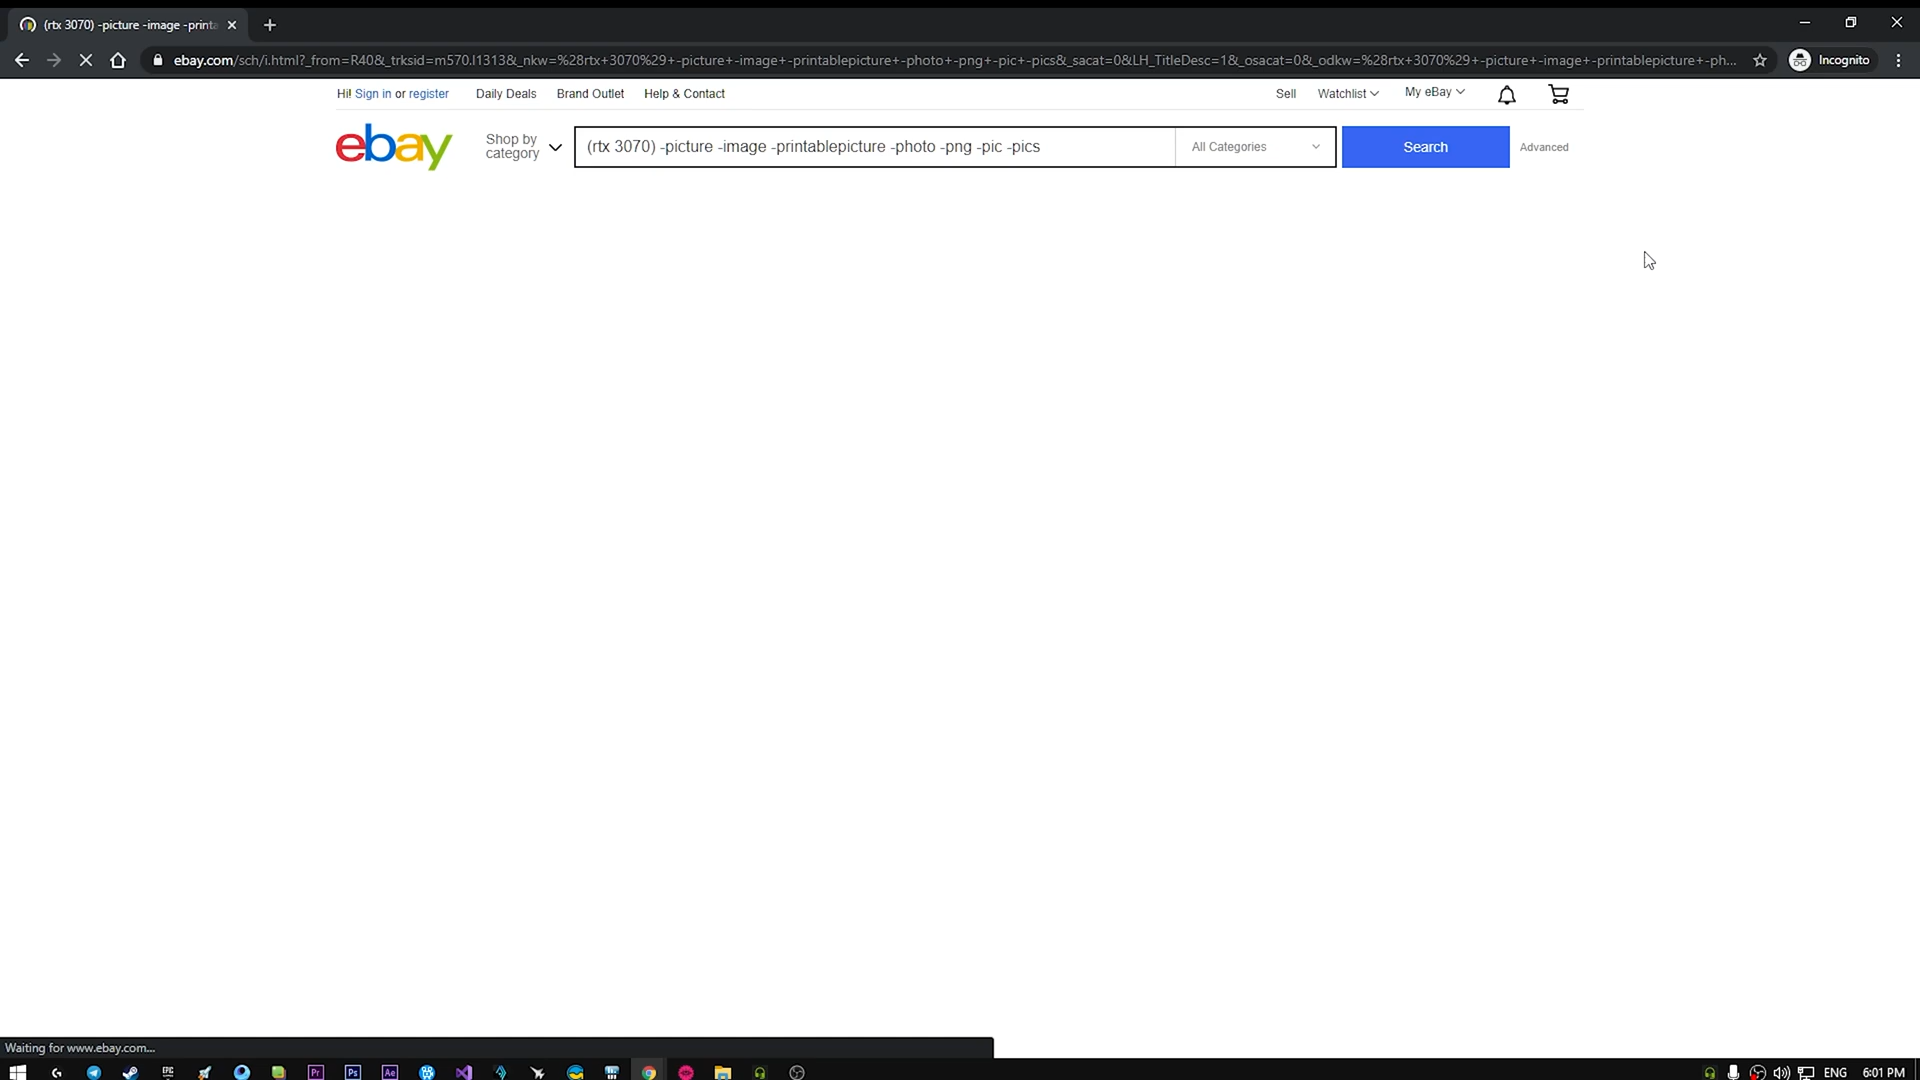 (rtx 3070) -picture -image -printa
ebay.com/sch/i.html?_from=R40&_trksid=m570.l1313&_nkw=%28rtx+3070%29+-picture+-image+-printablepicture+-photo+-png+-pic+-pics&_sacat=0&LH_TitleDesc=1&_osacat=0&_odkw=%28rtx+3070%29+-picture+-image+-printablepicture+-ph...
Incognito
Hi! Sign in or register
Daily Deals
Brand Outlet
Help & Contact
Sell
Watchlist
My eBay
ebay
Shop by
category
(rtx 3070) -picture -image -printablepicture -photo -png -pic -pics
All Categories
Search
Advanced
Waiting for www.ebay.com...
EPIC
Pr
Ps
Ae
ENG
6:01 PM